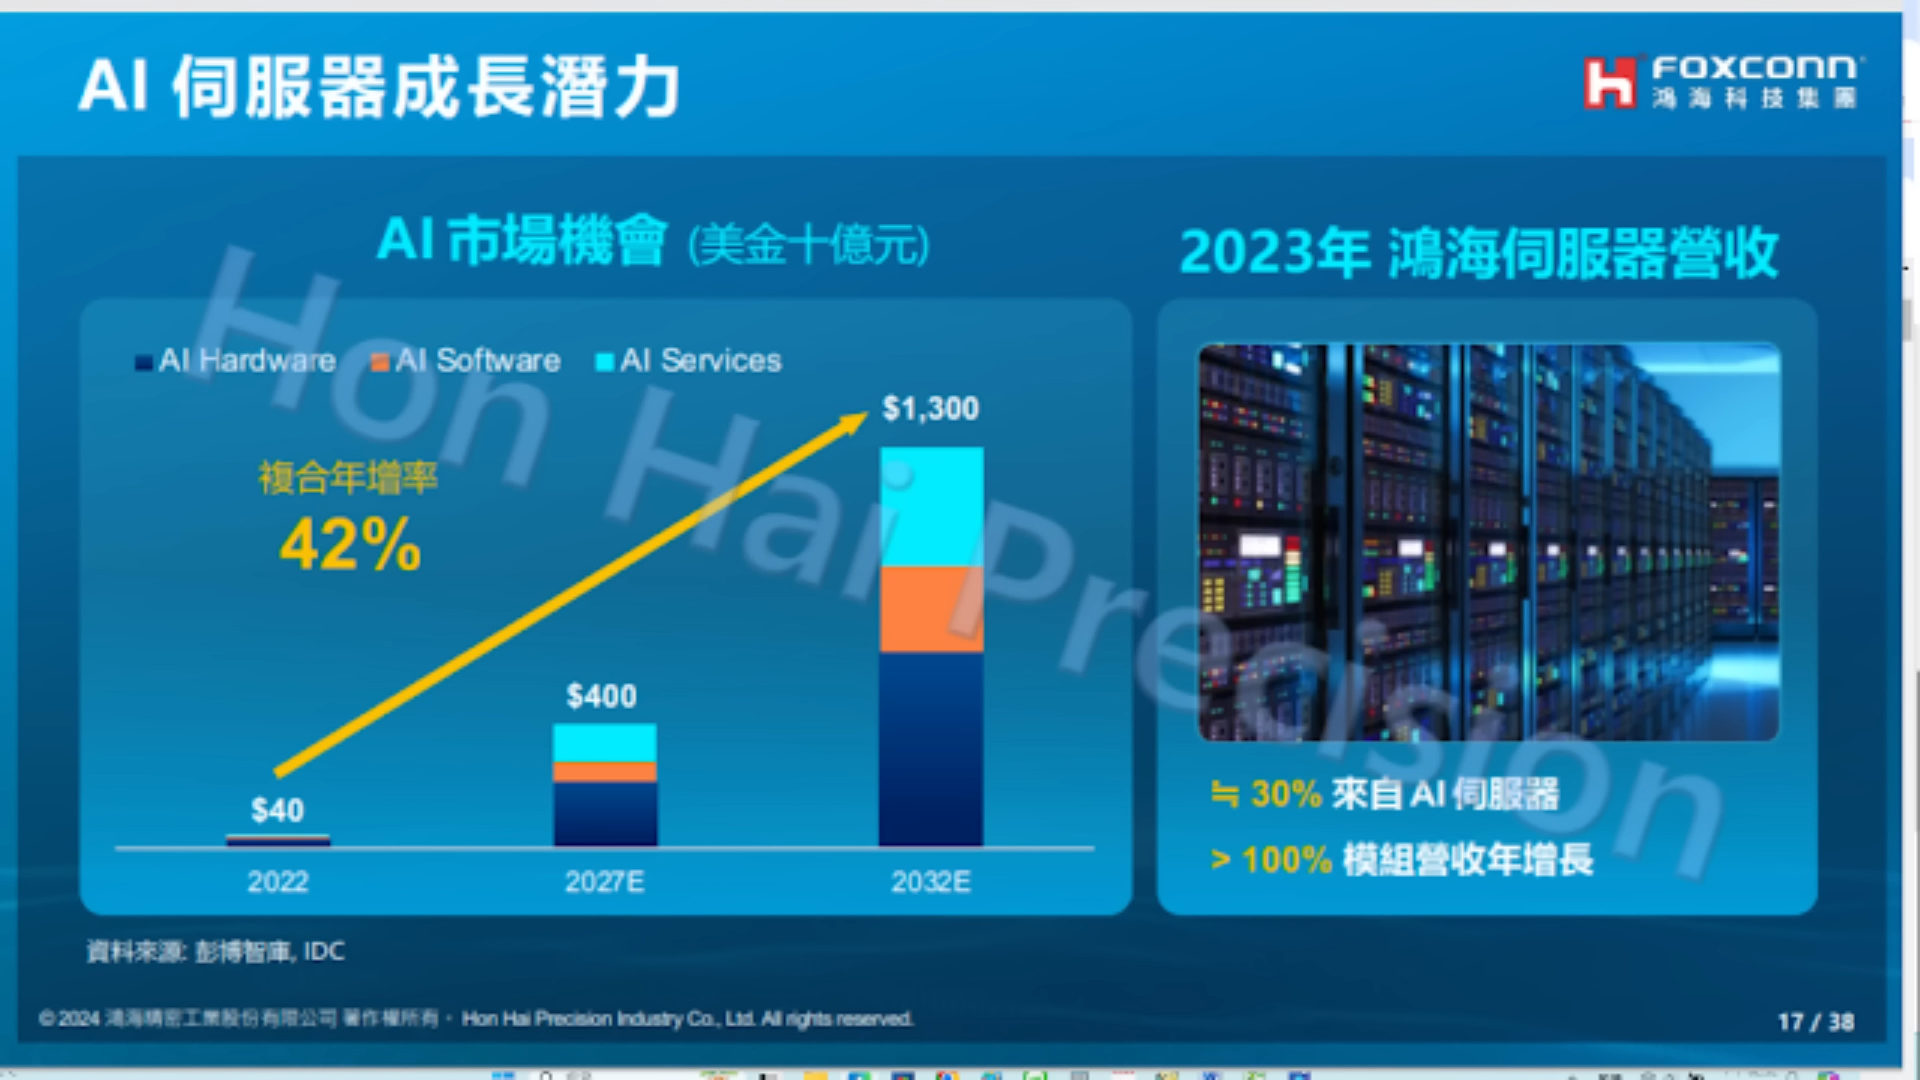 AI 伺服器成長潛力
FOXCONN
鴻海科技集團
AI 市場機會 (美金十億元)
2023年 鴻海伺服器營收
AI Hardware AI Software AI Services
$1,300
複合年增率
42%
$400
$40
2022 2027E 2032E
≒ 30% 來自 AI 伺服器
> 100% 模組營收年增長
Hon Hai Precision
資料來源: 彭博智庫, IDC
© 2024 鴻海精密工業股份有限公司 著作權所有。 Hon Hai Precision Industry Co., Ltd. All rights reserved.
17 / 38